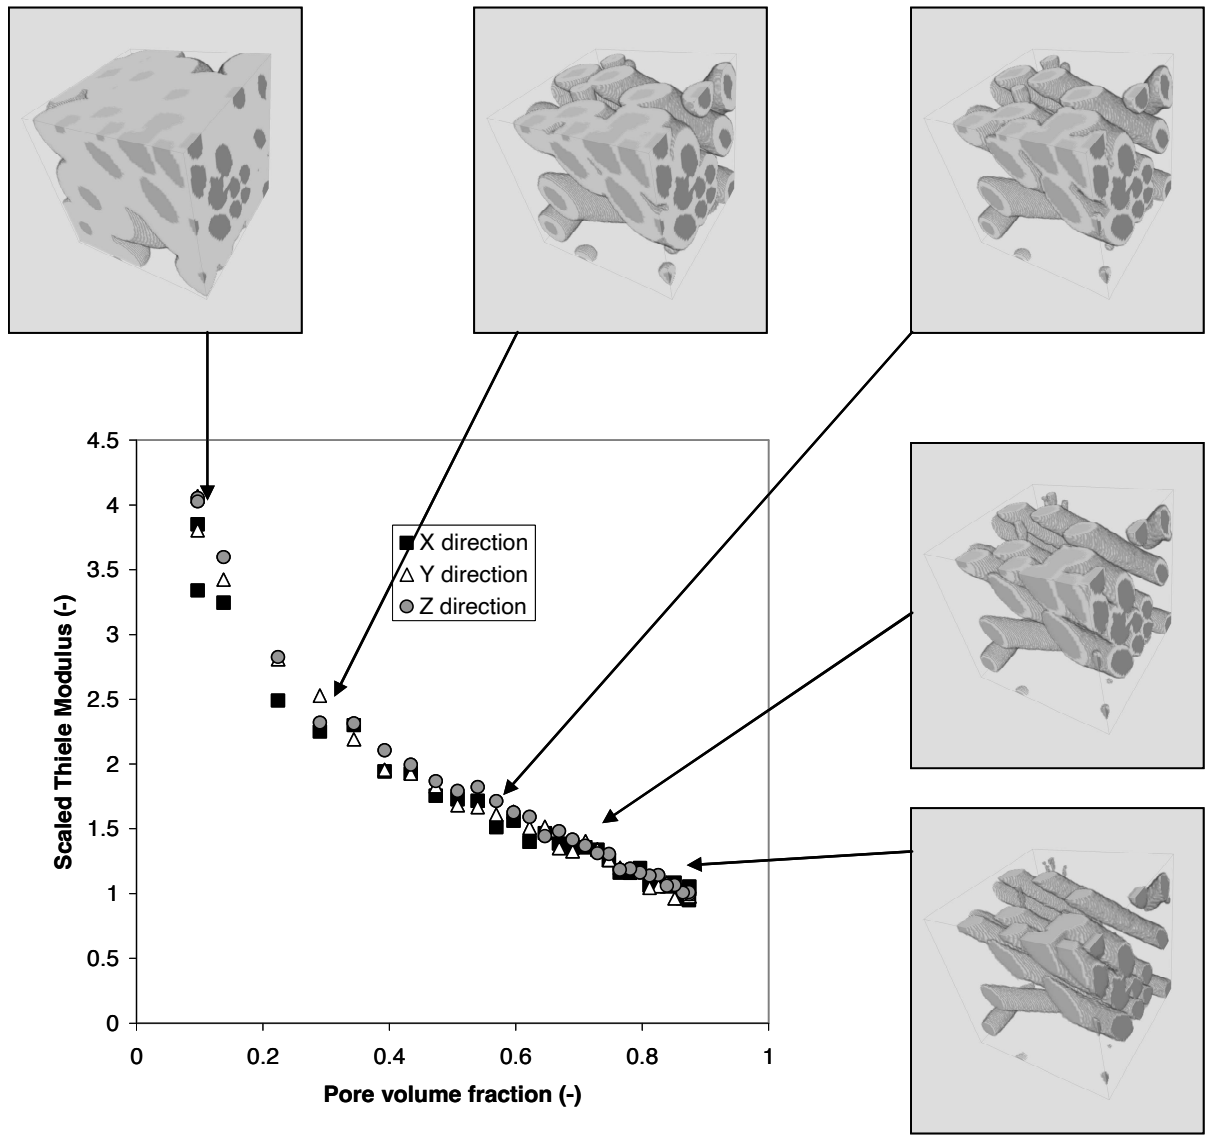 4.5
4
3.5
3
2.5
2
1.5
1
0.5
0
Scaled Thiele Modulus (-)
X direction
Y direction
Z direction
0 0.2 0.4 0.6 0.8 1
Pore volume fraction (-)